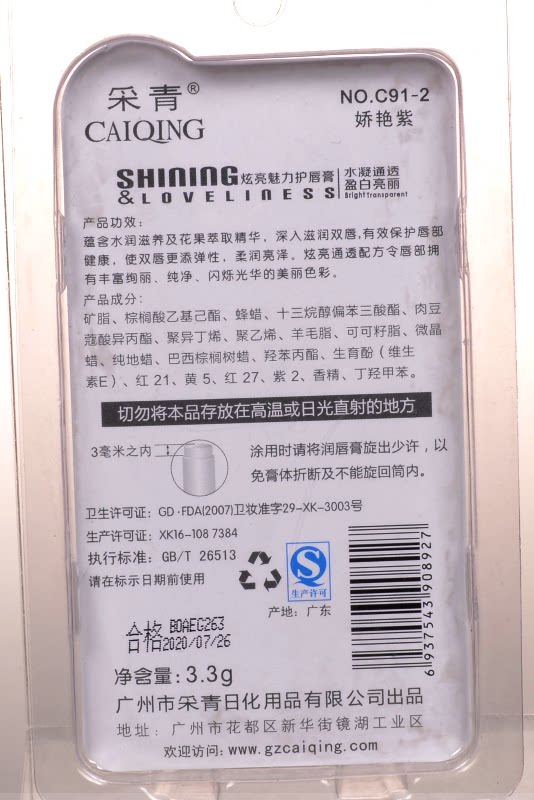 采青®
CAIQING
NO.C91-2
娇艳紫
SHINING
& LOVELINESS
炫亮魅力护唇膏
水凝通透
盈白亮丽
Bright Transparent
产品功效:
蕴含水润滋养及花果萃取精华，深入滋润双唇,有效保护唇部
健康，使双唇更添弹性，柔润亮泽。炫亮通透配方令唇部拥
有丰富绚丽、纯净、闪烁光华的美丽色彩。
产品成分:
矿脂、棕榈酸乙基己酯、蜂蜡、十三烷醇偏苯三酸酯、肉豆
蔻酸异丙酯、聚异丁烯、聚乙烯、羊毛脂、可可籽脂、微晶
蜡、纯地蜡、巴西棕榈树蜡、羟苯丙酯、生育酚（维生
素E）、红 21、黄 5、红 27、紫 2、香精、丁羟甲苯。
切勿将本品存放在高温或日光直射的地方
3毫米之内
涂用时请将润唇膏旋出少许，以
免膏体折断及不能旋回筒内。
卫生许可证: GD·FDA(2007)卫妆准字29-XK-3003号
生产许可证: XK16-108 7384
执行标准: GB/T 26513
请在标示日期前使用
生产许可
产地: 广东
合格 BOAEG263
2020/07/26
6 937543 908927
净含量: 3.3g
广州市采青日化用品有限公司出品
地址: 广州市花都区新华街镜湖工业区
欢迎访问: www.gzcaiqing.com